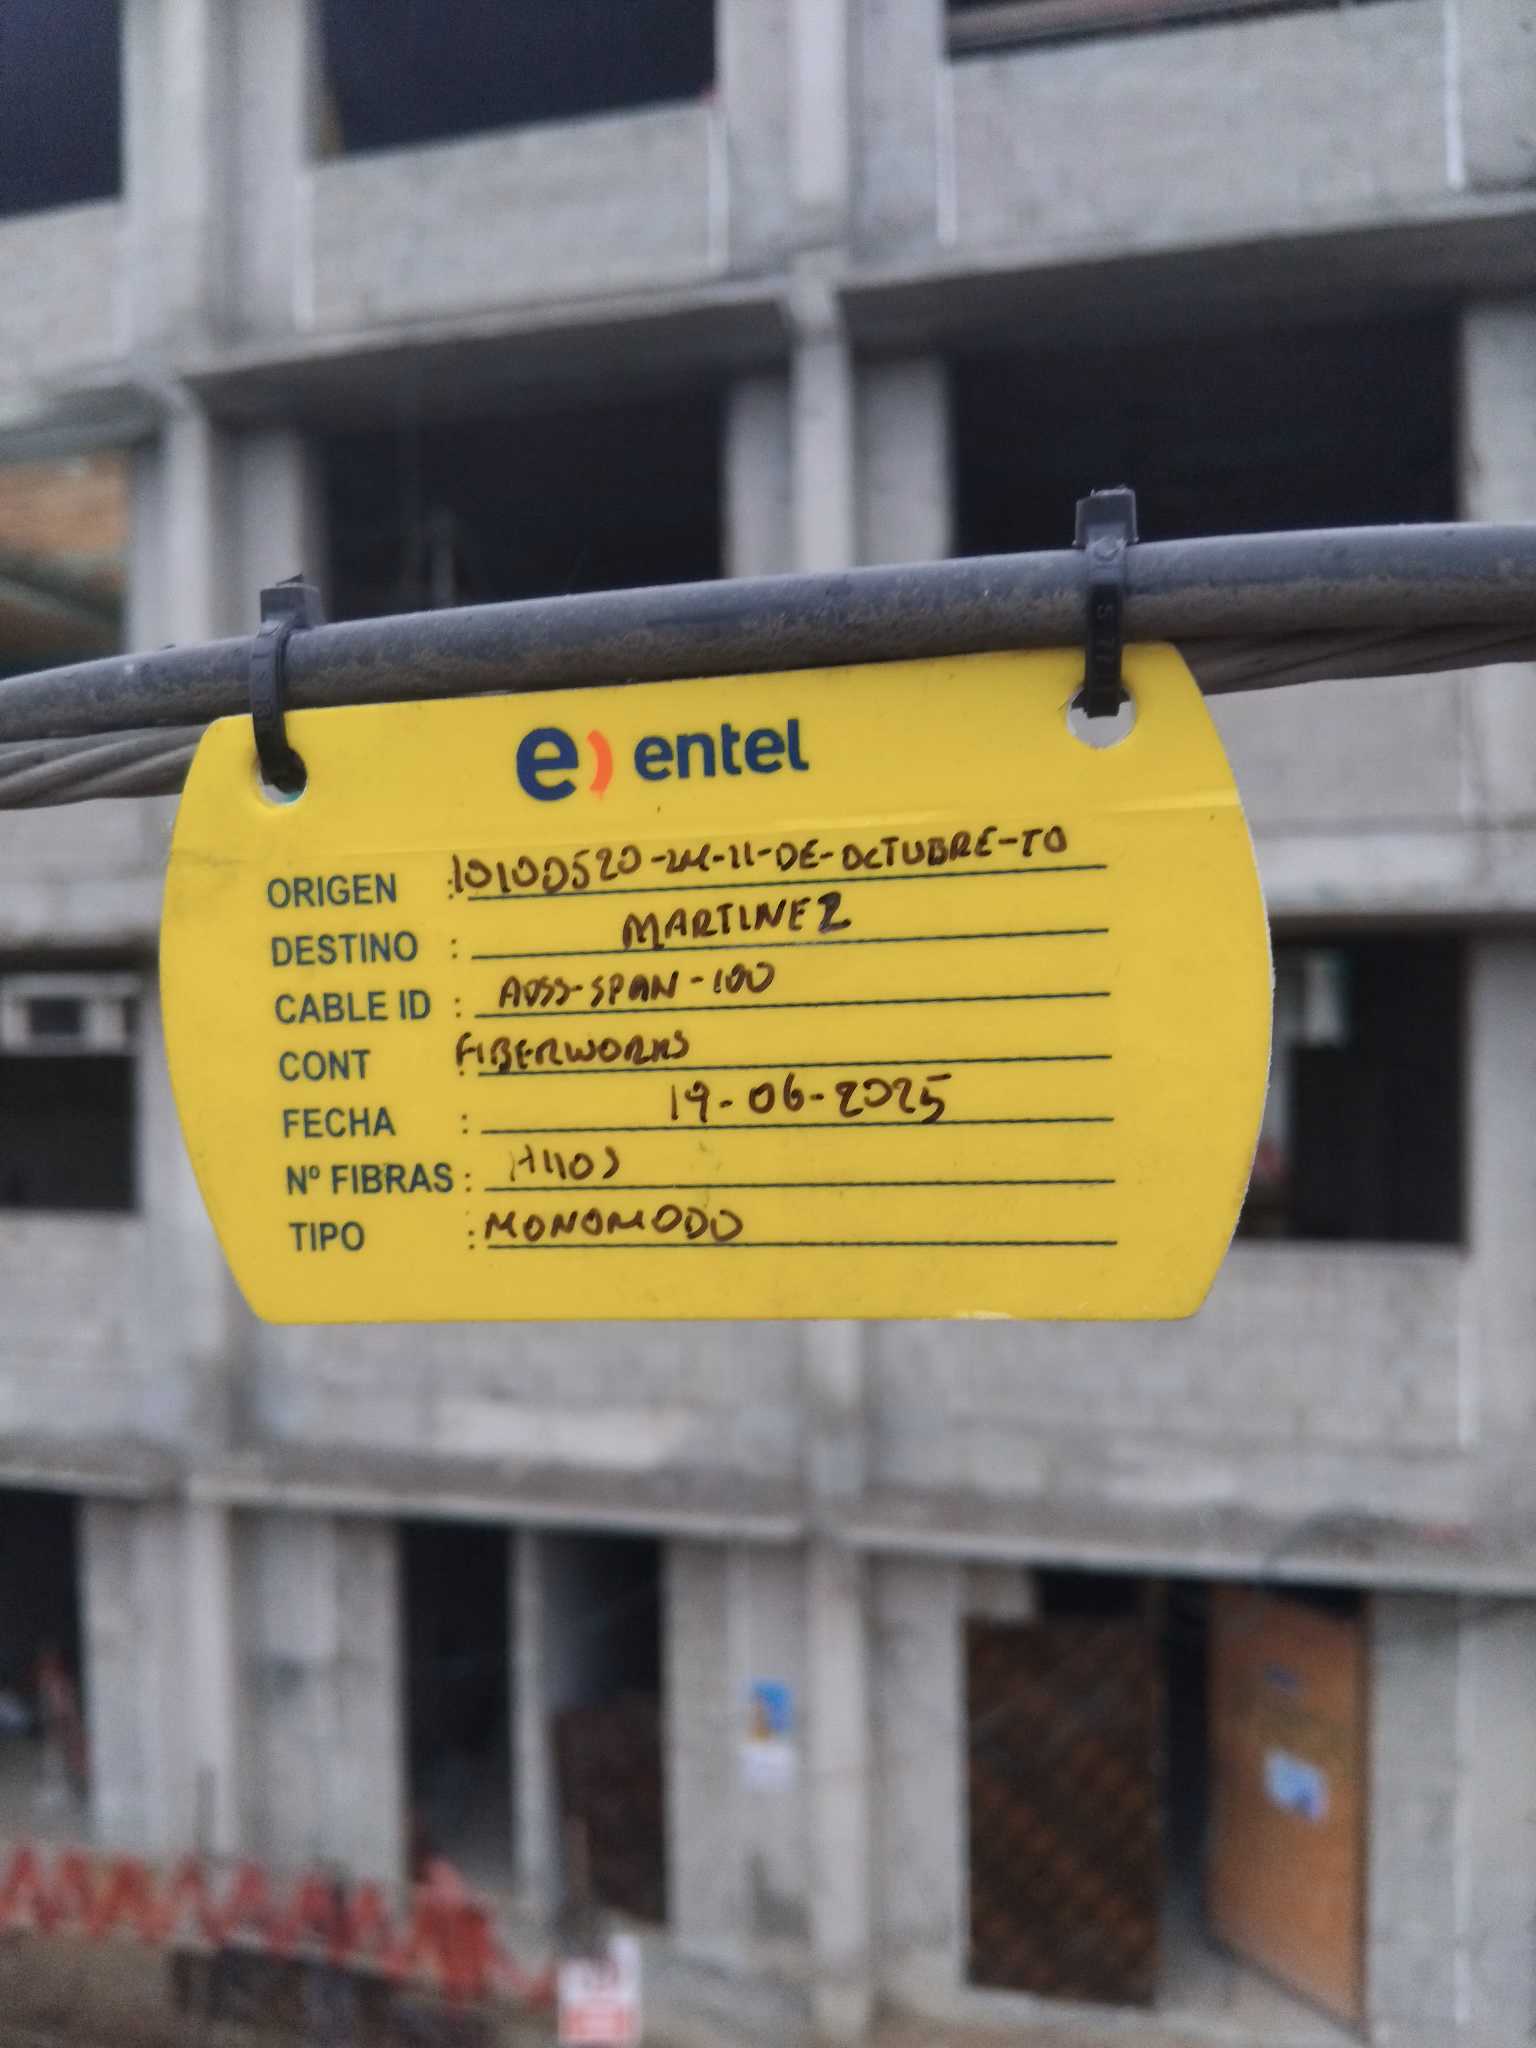 e) entel
ORIGEN : 10100520-LM-11-DE-OCTUBRE-TO
DESTINO : MARTINEZ
CABLE ID : ADSS-SPAN-100
CONT : FIBERWORKS
FECHA : 19-06-2025
Nº FIBRAS :
TIPO : MONOMODO